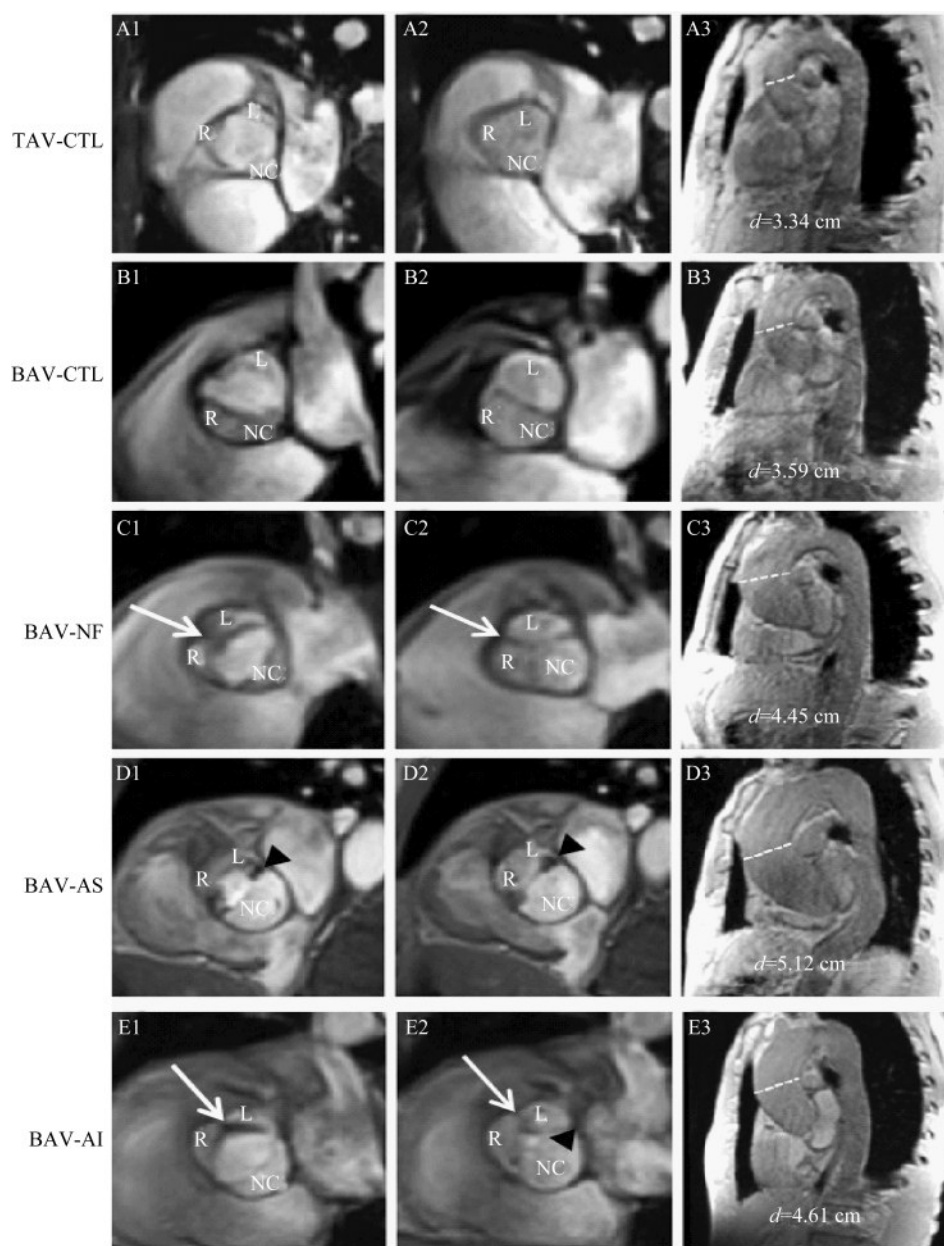 A1
A2
A3
TAV-CTL
L
R
NC
L
R
NC
d=3.34 cm
B1
B2
B3
BAV-CTL
L
R
NC
L
R
NC
d=3.59 cm
C1
C2
C3
BAV-NF
L
R
NC
L
R
NC
d=4.45 cm
D1
D2
D3
BAV-AS
L
R
NC
L
R
NC
d=5.12 cm
E1
E2
E3
BAV-AI
L
R
NC
L
R
NC
d=4.61 cm